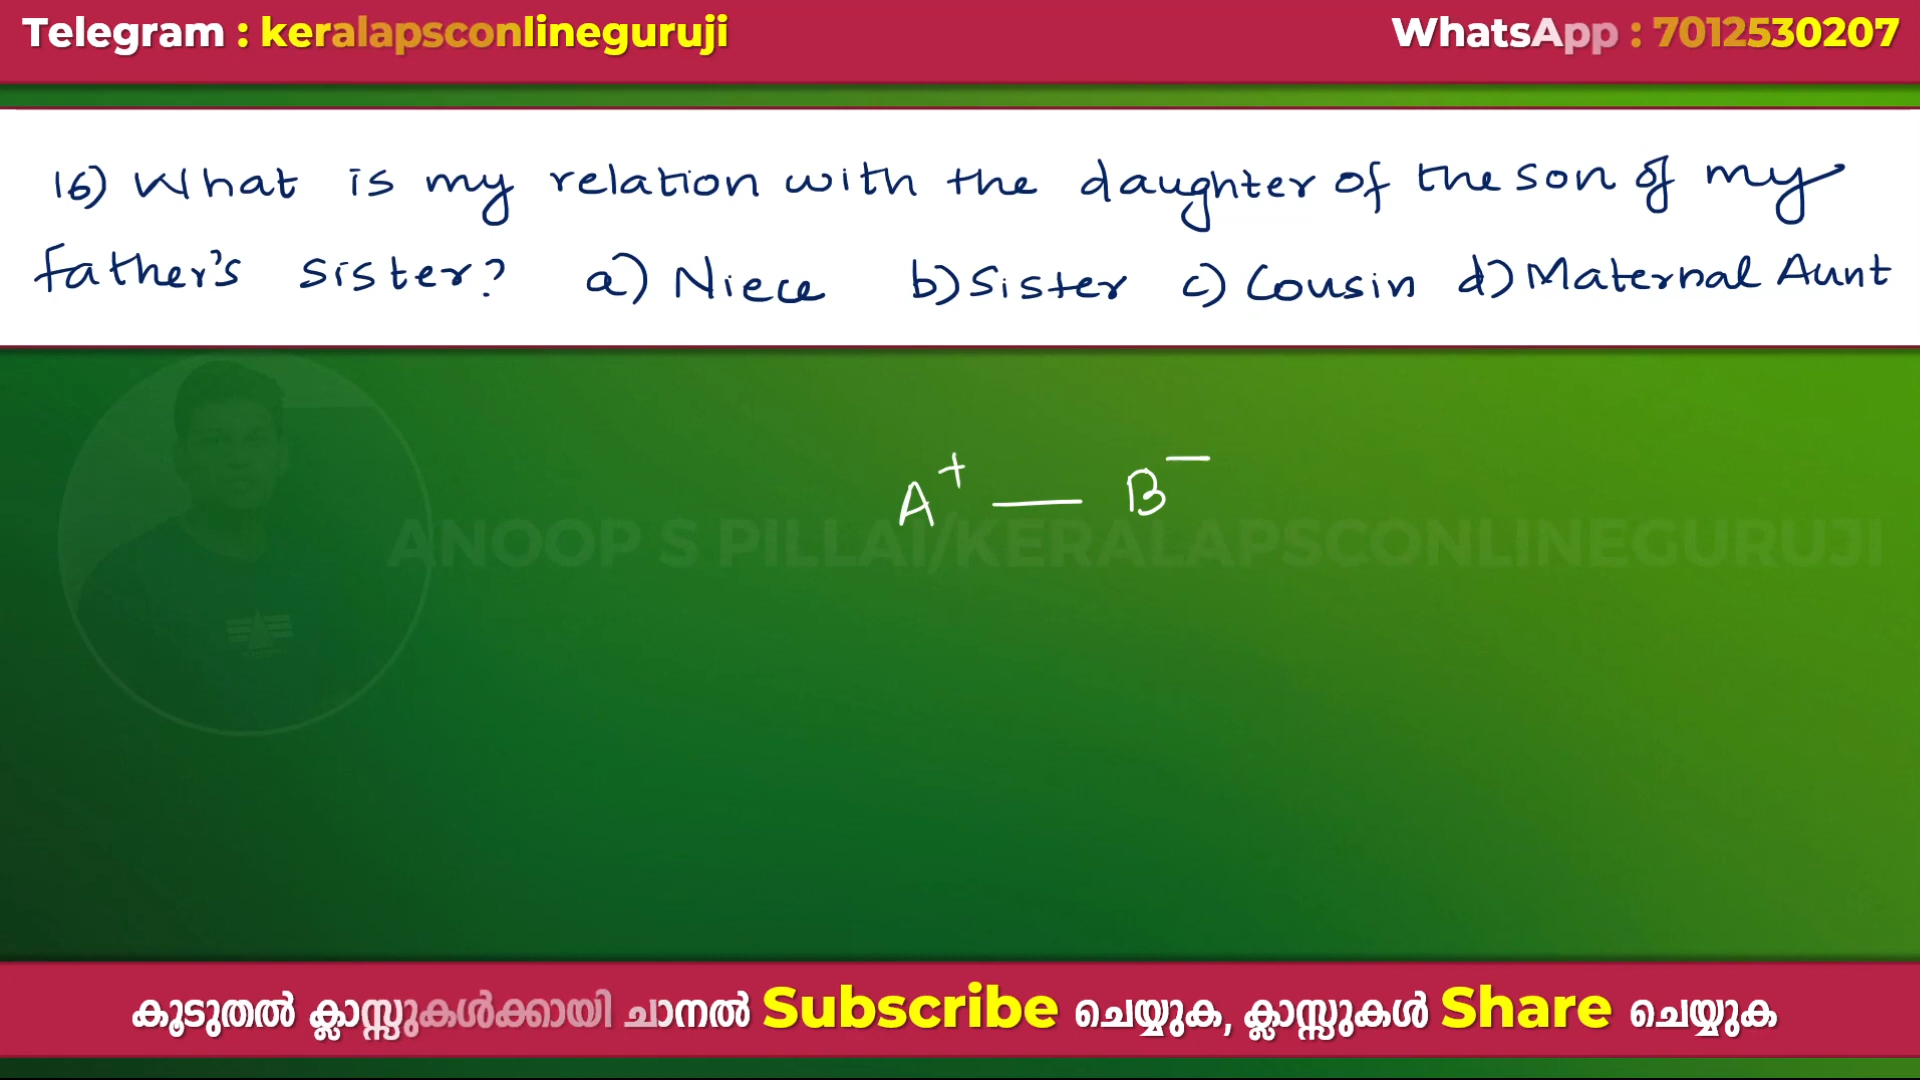 Telegram : keralapsconlineguruji
WhatsApp : 7012530207
16) What is my relation with the daughter of the son of my
father's sister? a) Niece b) Sister c) Cousin d) Maternal Aunt
A+ — B−
ANOOP S PILLAI/KERALAPSCONLINEGURUJI
കൂടുതൽ ക്ലാസ്സുകൾക്കായി ചാനൽ Subscribe ചെയ്യുക, ക്ലാസ്സുകൾ Share ചെയ്യുക